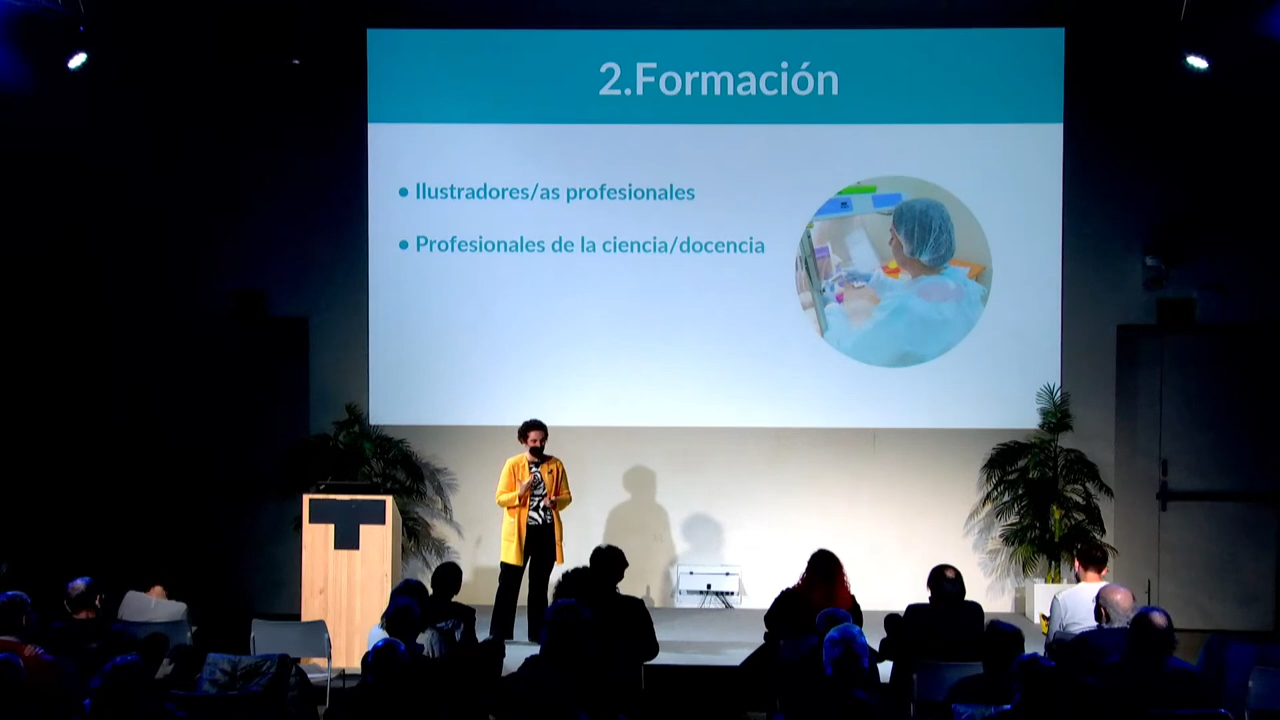 2.Formación
• Ilustradores/as profesionales
• Profesionales de la ciencia/docencia
T